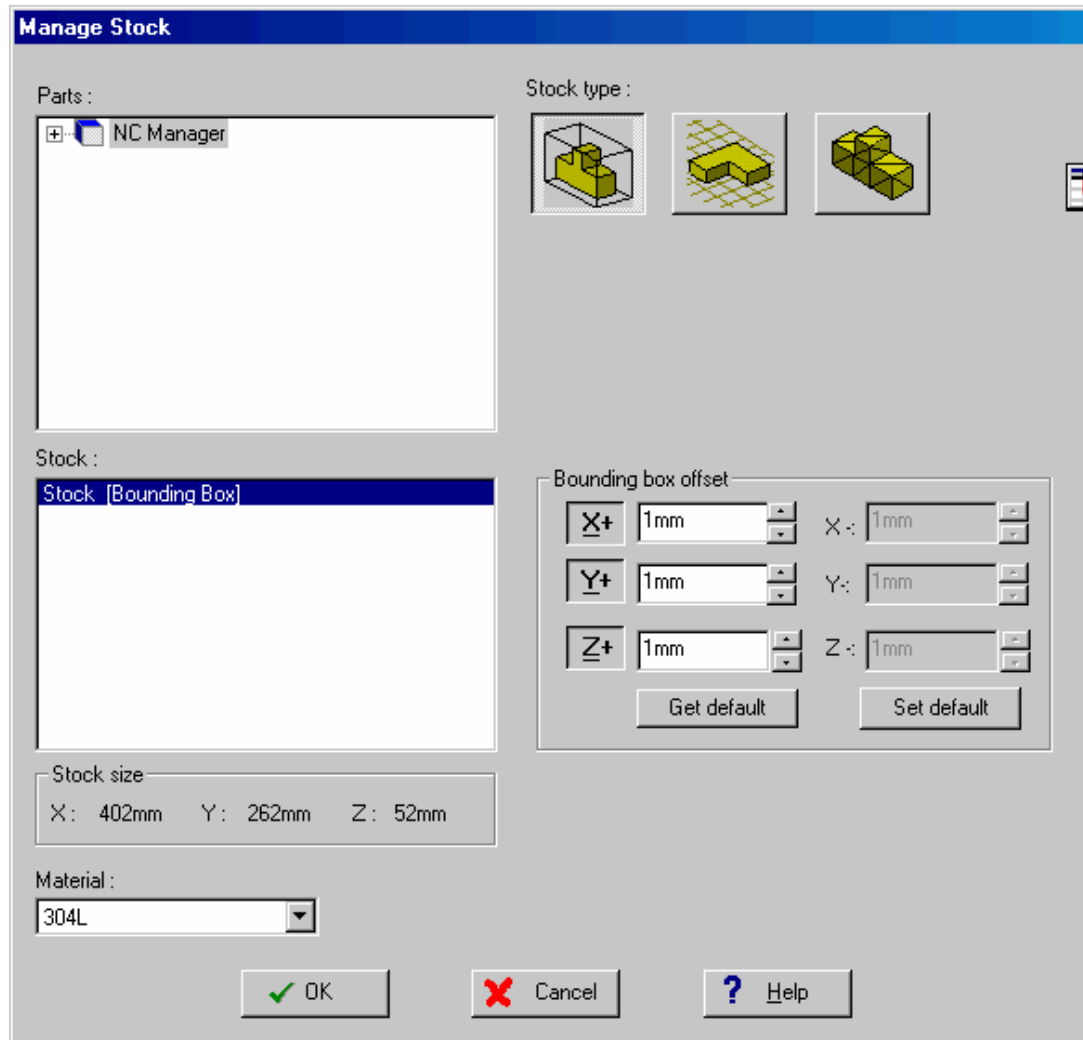 Manage Stock
Parts :
Stock type :
NC Manager
Stock :
Stock [Bounding Box]
Bounding box offset
X+ 1mm X -: 1mm
Y+ 1mm Y-: 1mm
Z+ 1mm Z -: 1mm
Get default Set default
Stock size
X : 402mm Y : 262mm Z : 52mm
Material :
304L
OK Cancel ? Help